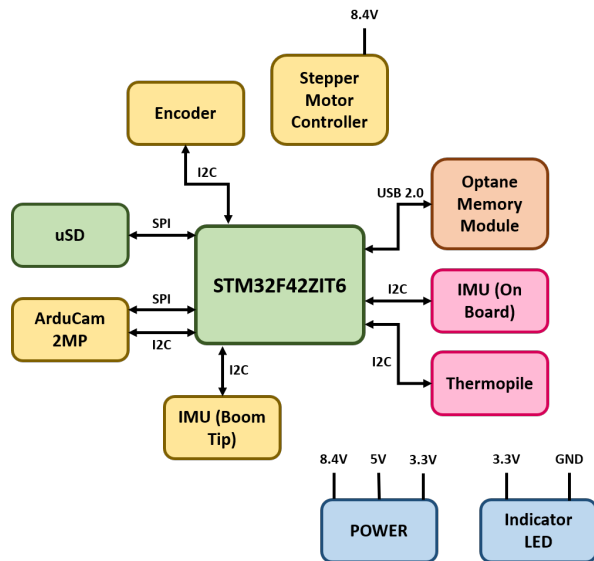 8.4V
Stepper
Motor
Controller
Encoder
I2C
USB 2.0
Optane
Memory
Module
uSD
SPI
STM32F42ZIT6
ArduCam
2MP
SPI
I2C
I2C
IMU (On
Board)
I2C
IMU (Boom
Tip)
I2C
Thermopile
8.4V
5V
3.3V
POWER
3.3V
GND
Indicator
LED